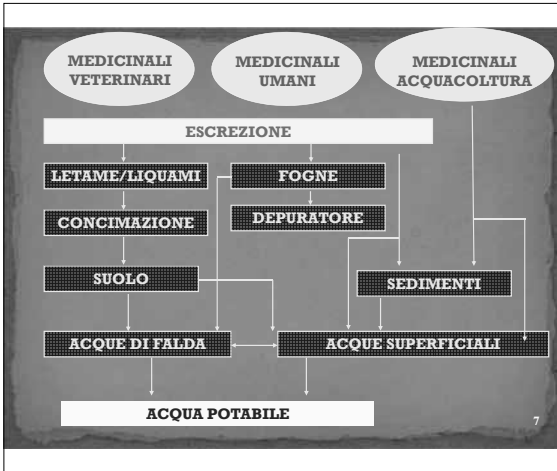 MEDICINALI
VETERINARI
MEDICINALI
UMANI
MEDICINALI
ACQUACOLTURA
ESCREZIONE
LETAME/LIQUAMI
FOGNE
CONCIMAZIONE
DEPURATORE
SUOLO
SEDIMENTI
ACQUE DI FALDA
ACQUE SUPERFICIALI
ACQUA POTABILE
7